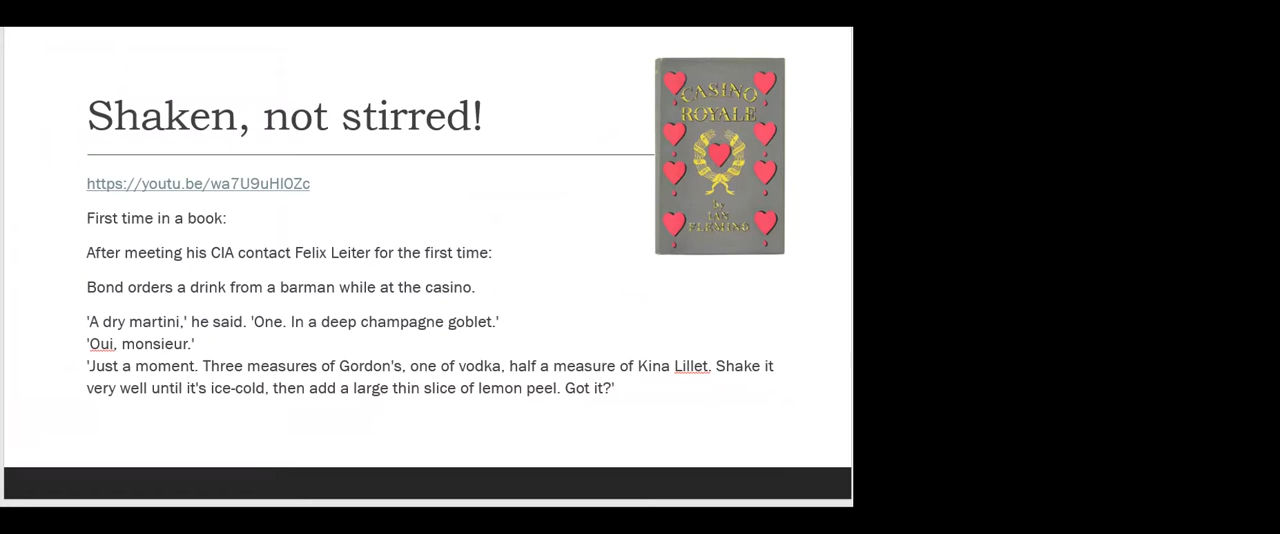 Shaken, not stirred!
CASINO
ROYALE
by
IAN
FLEMING
https://youtu.be/wa7U9uHI0Zc
First time in a book:
After meeting his CIA contact Felix Leiter for the first time:
Bond orders a drink from a barman while at the casino.
'A dry martini,' he said. 'One. In a deep champagne goblet.'
'Oui, monsieur.'
'Just a moment. Three measures of Gordon's, one of vodka, half a measure of Kina Lillet. Shake it
very well until it's ice-cold, then add a large thin slice of lemon peel. Got it?'